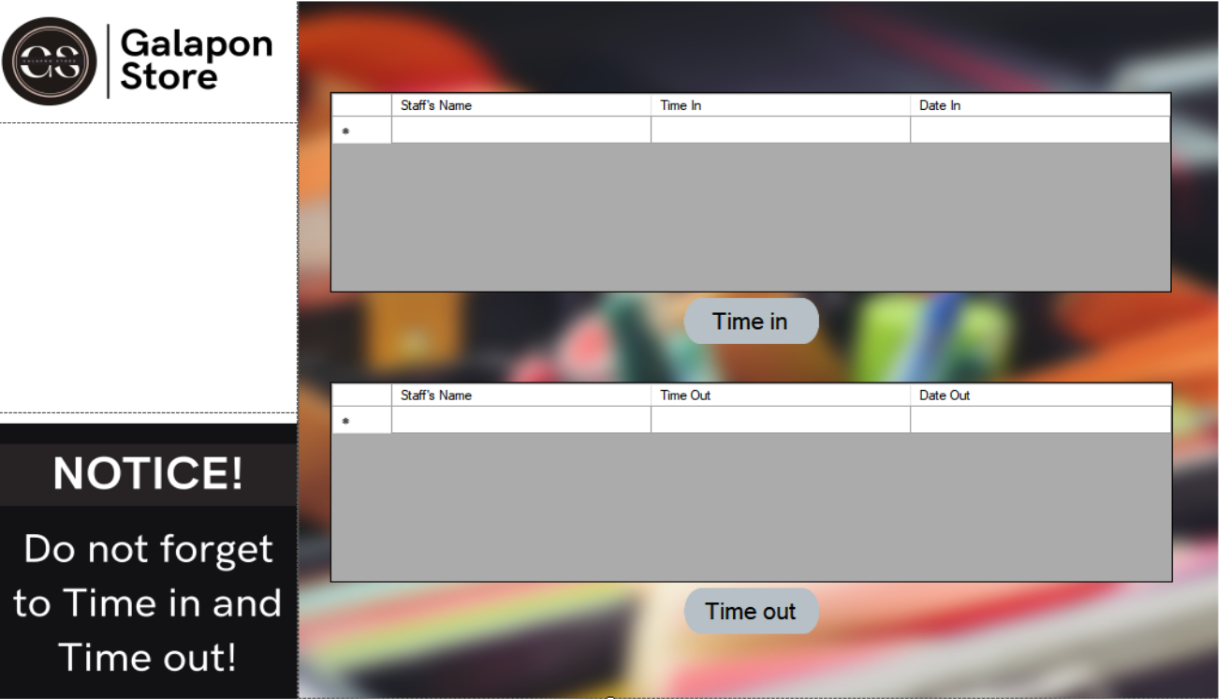 GS
GALAPON STORE
Galapon
Store
Staff's Name Time In Date In
Time in
Staff's Name Time Out Date Out
Time out
NOTICE!
Do not forget
to Time in and
Time out!